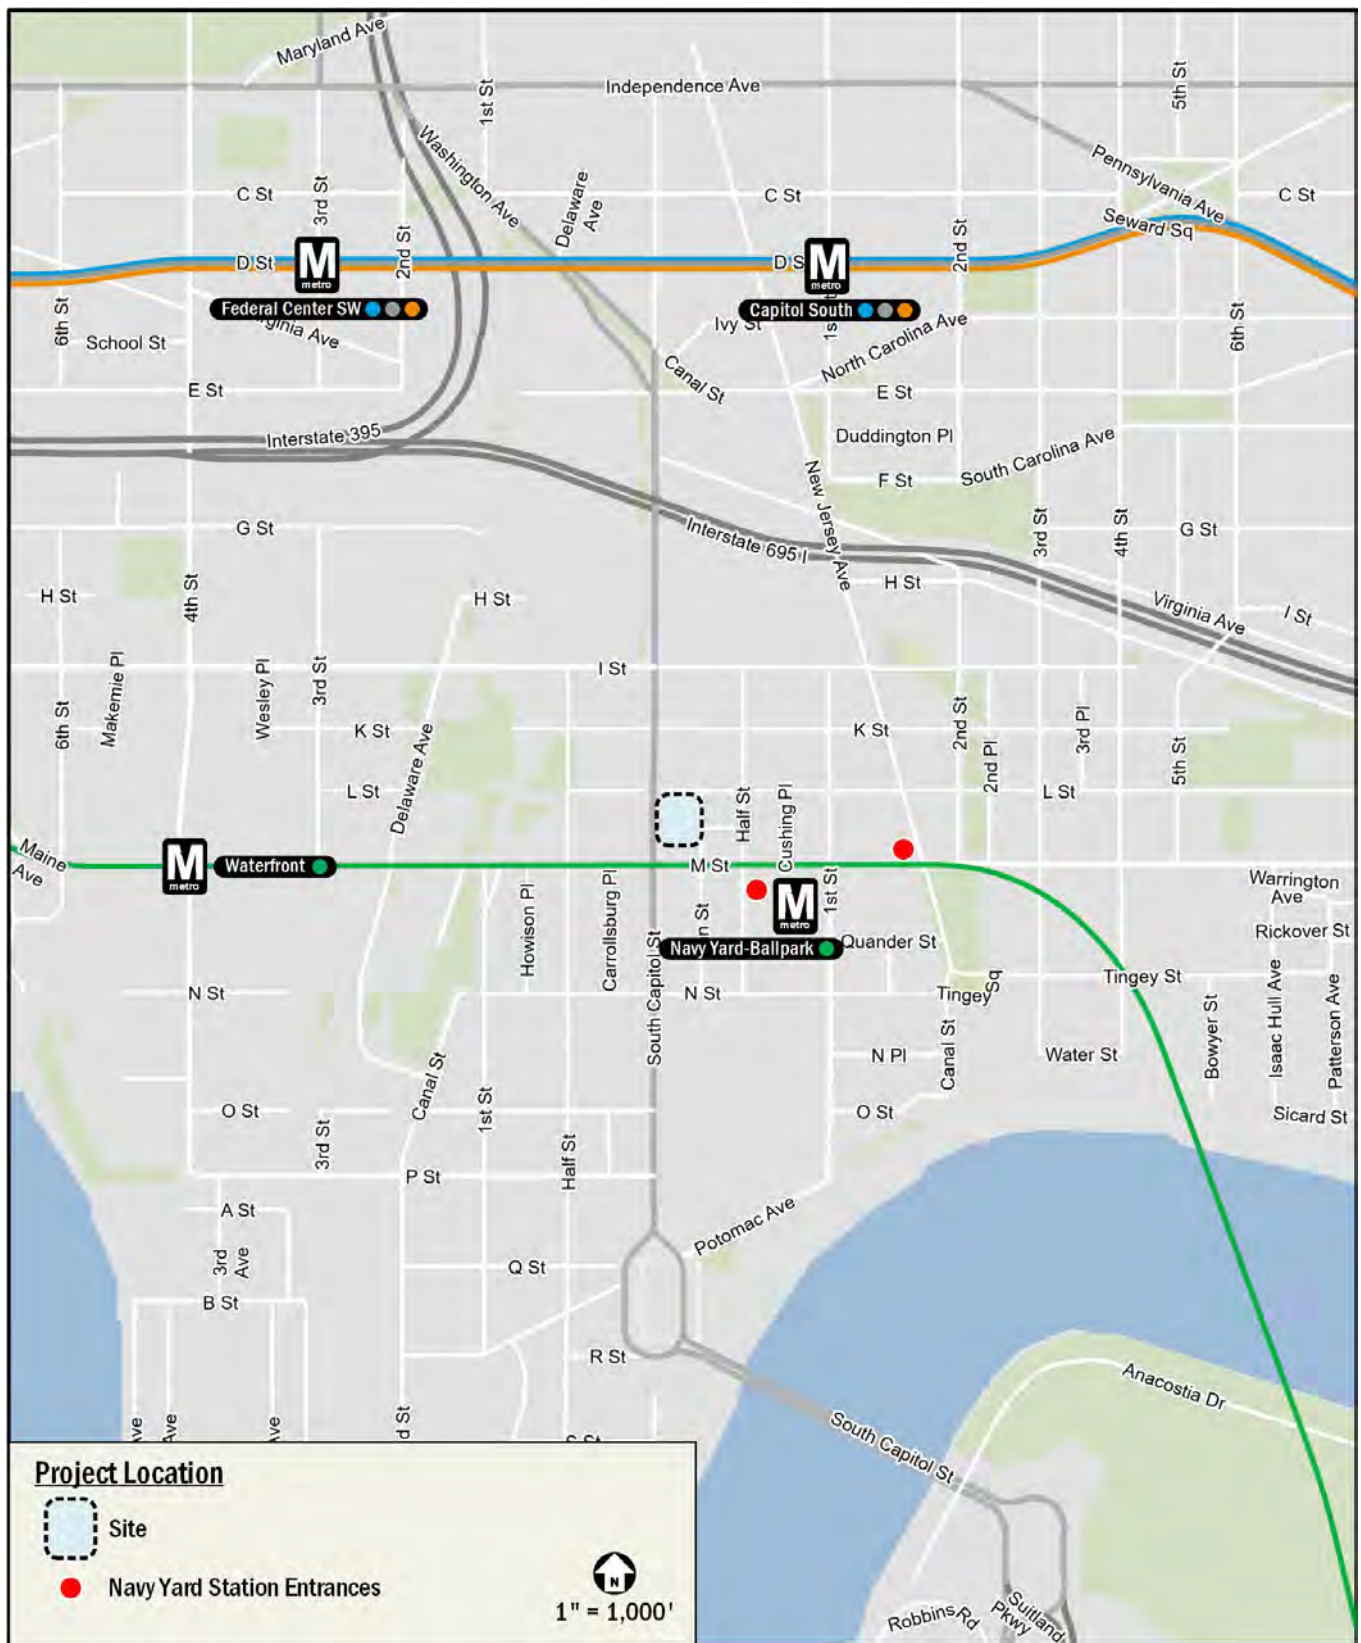 Maryland Ave
Independence Ave
1st St
5th St
Washington Ave
Pennsylvania Ave
C St
3rd St
Delaware
Ave
C St
C St
2nd St
Seward Sq
2nd St
D St
M
metro
D S
M
metro
Federal Center SW
Capitol South
6th St
School St
Ivy St
1st
North Carolina Ave
6th St
E St
Canal St
E St
Interstate 395
Duddington Pl
South Carolina Ave
F St
New Jersey Ave
G St
Interstate 695 I
3rd St
4th St
G St
H St
4th St
H St
H St
Virginia Ave
I St
I St
6th St
Makemie Pl
Wesley Pl
3rd St
K St
Delaware Ave
K St
2nd St
2nd Pl
3rd Pl
5th St
L St
Half St
Cushing Pl
L St
Maine
Ave
M
metro
Waterfront
M St
M
metro
1st St
Warrington
Ave
Howison Pl
Carrollsburg Pl
n St
Navy Yard-Ballpark
Quander St
Rickover St
South Capitol St
N St
N St
Tingey
Sq
Tingey St
Bowyer St
Isaac Hull Ave
Patterson Ave
N Pl
Canal St
Water St
Canal St
O St
1st St
O St
Sicard St
3rd St
Half St
P St
A St
Potomac Ave
3rd
Ave
Q St
B St
R St
Anacostia Dr
South Capitol St
Ave
Ave
d St
Project Location
Site
Navy Yard Station Entrances
N
1" = 1,000'
Robbins Rd
Suitland
Pkwy